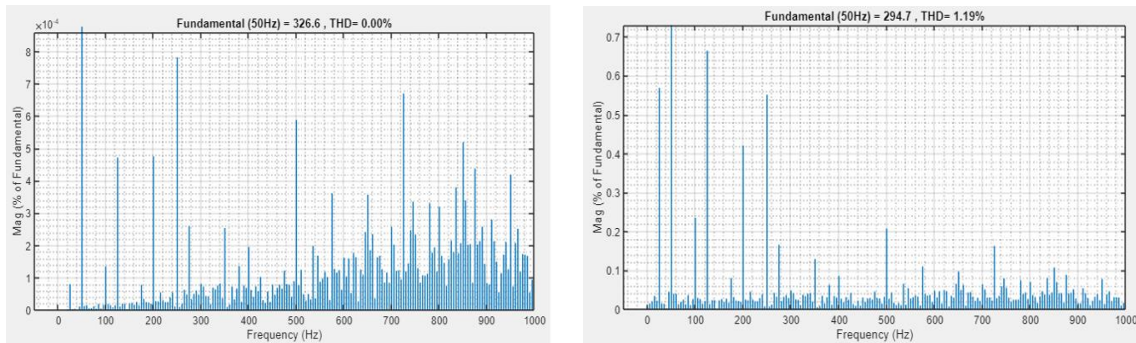 Fundamental (50Hz) = 326.6 , THD= 0.00%
×10⁻⁴
8
7
6
5
4
3
2
1
0
Mag (% of Fundamental)
0 100 200 300 400 500 600 700 800 900 1000
Frequency (Hz)
Fundamental (50Hz) = 294.7 , THD= 1.19%
0.7
0.6
0.5
0.4
0.3
0.2
0.1
0
Mag (% of Fundamental)
0 100 200 300 400 500 600 700 800 900 1000
Frequency (Hz)